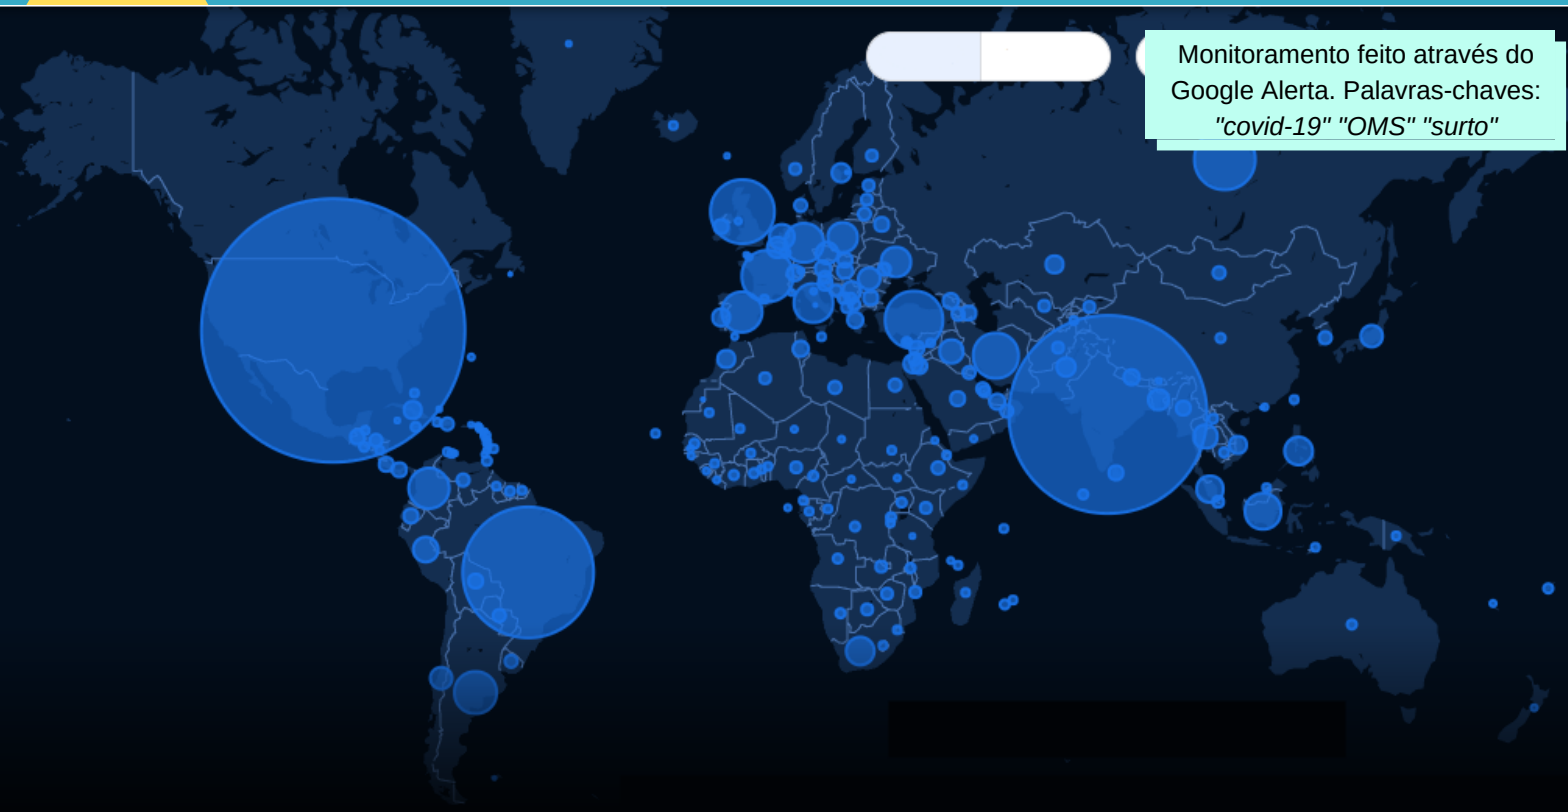 Monitoramento feito através do
Google Alerta. Palavras-chaves:
"covid-19" "OMS" "surto"